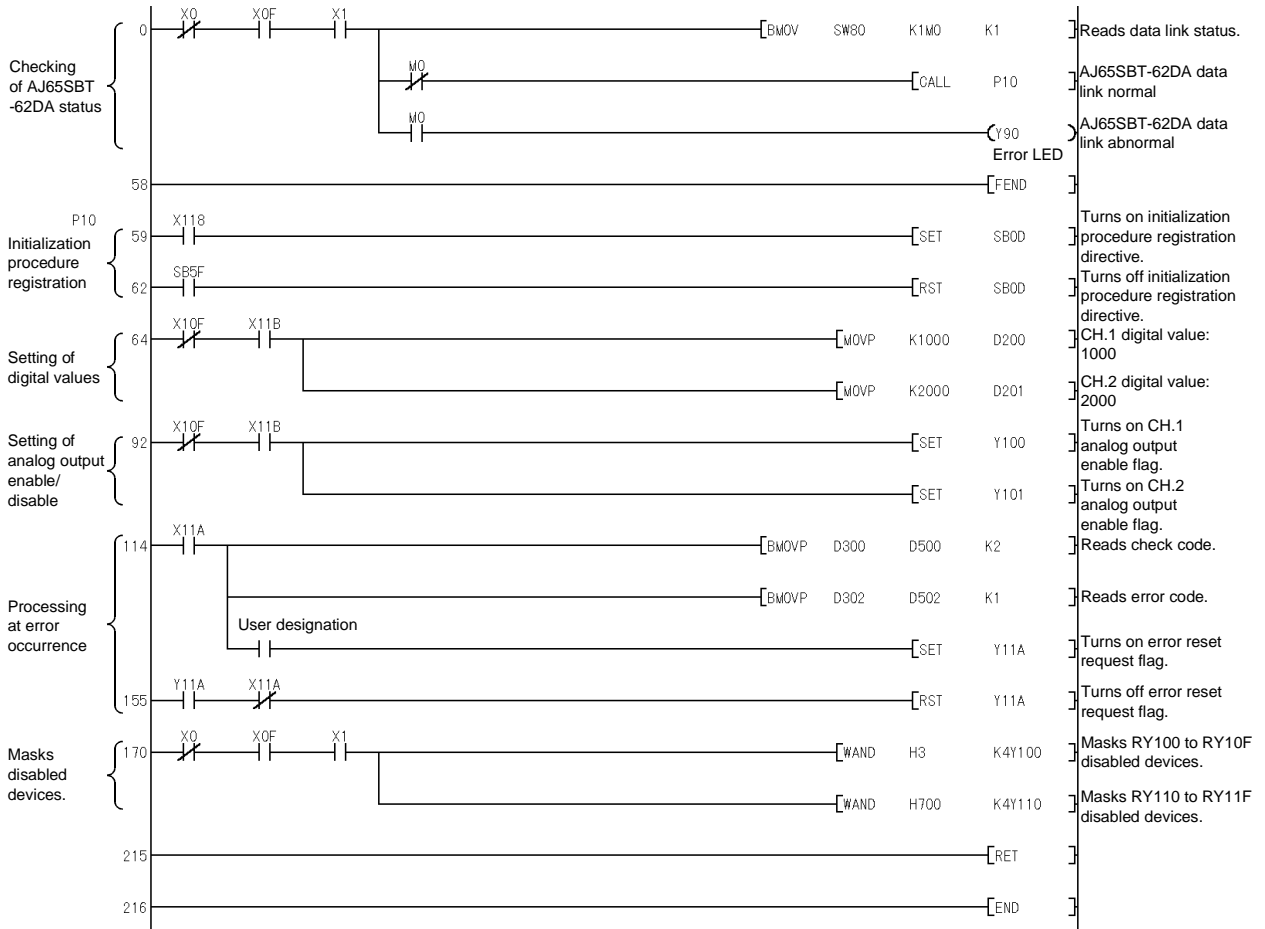 X0 X0F X1
0 BMOV SW80 K1M0 K1 Reads data link status.
Checking
of AJ65SBT
-62DA status
M0
CALL P10 AJ65SBT-62DA data
link normal
M0
Y90 AJ65SBT-62DA data
link abnormal
Error LED
58 FEND
P10
Initialization
procedure
registration
X118
59 SET SB0D Turns on initialization
procedure registration
directive.
SB5F
62 RST SB0D Turns off initialization
procedure registration
directive.
Setting of
digital values
X10F X11B
64 MOVP K1000 D200 CH.1 digital value:
1000
MOVP K2000 D201 CH.2 digital value:
2000
Setting of
analog output
enable/
disable
X10F X11B
92 SET Y100 Turns on CH.1
analog output
enable flag.
SET Y101 Turns on CH.2
analog output
enable flag.
Processing
at error
occurrence
X11A
114 BMOVP D300 D500 K2 Reads check code.
BMOVP D302 D502 K1 Reads error code.
User designation
SET Y11A Turns on error reset
request flag.
Y11A X11A
155 RST Y11A Turns off error reset
request flag.
Masks
disabled
devices.
X0 X0F X1
170 WAND H3 K4Y100 Masks RY100 to RY10F
disabled devices.
WAND H700 K4Y110 Masks RY110 to RY11F
disabled devices.
215 RET
216 END